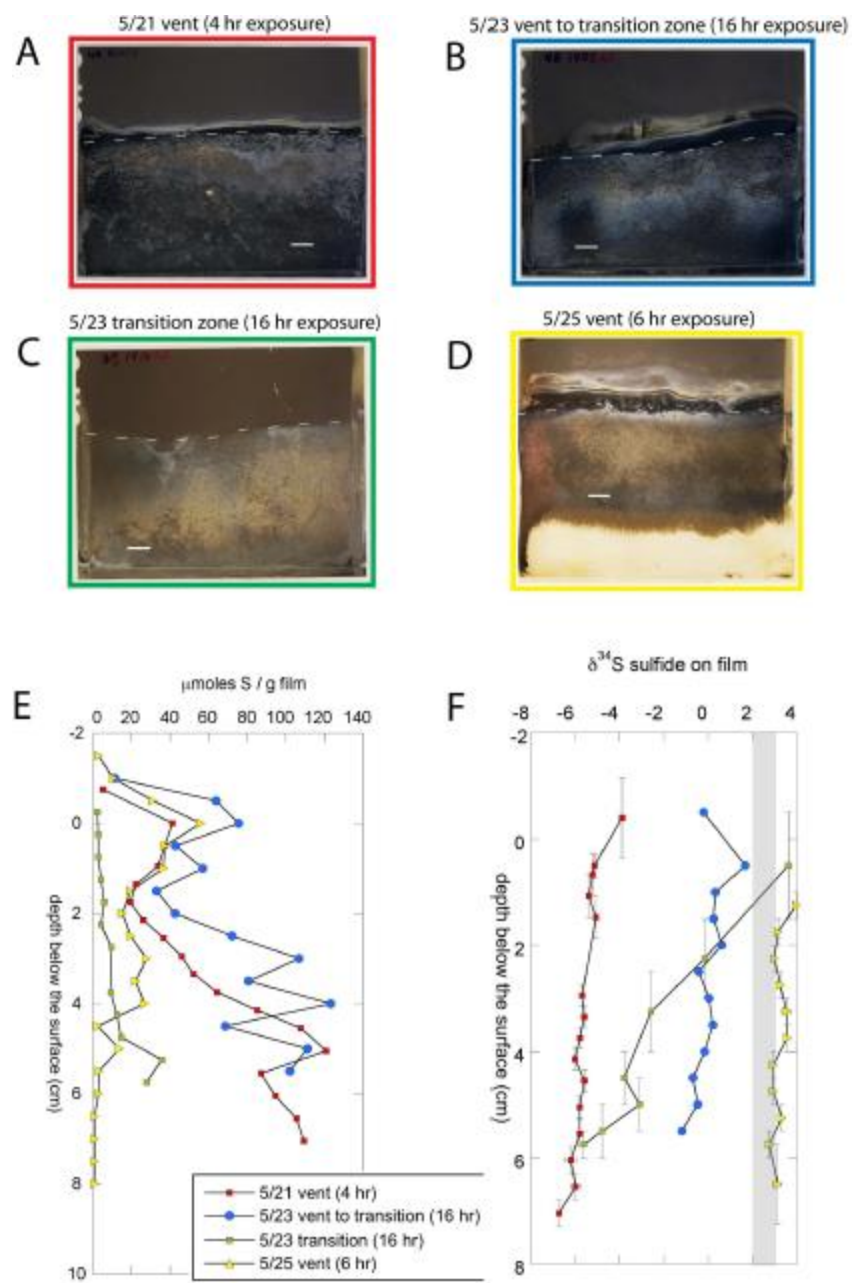 5/21 vent (4 hr exposure)
5/23 vent to transition zone (16 hr exposure)
A
B
5/23 transition zone (16 hr exposure)
5/25 vent (6 hr exposure)
C
D
E
μmoles S / g film
0 20 40 60 80 100 120 140
-2
0
2
4
6
8
10
depth below the surface (cm)
5/21 vent (4 hr)
5/23 vent to transition (16 hr)
5/23 transition (16 hr)
5/25 vent (6 hr)
F
δ³⁴S sulfide on film
-8 -6 -4 -2 0 2 4
-2
0
2
4
6
8
depth below the surface (cm)